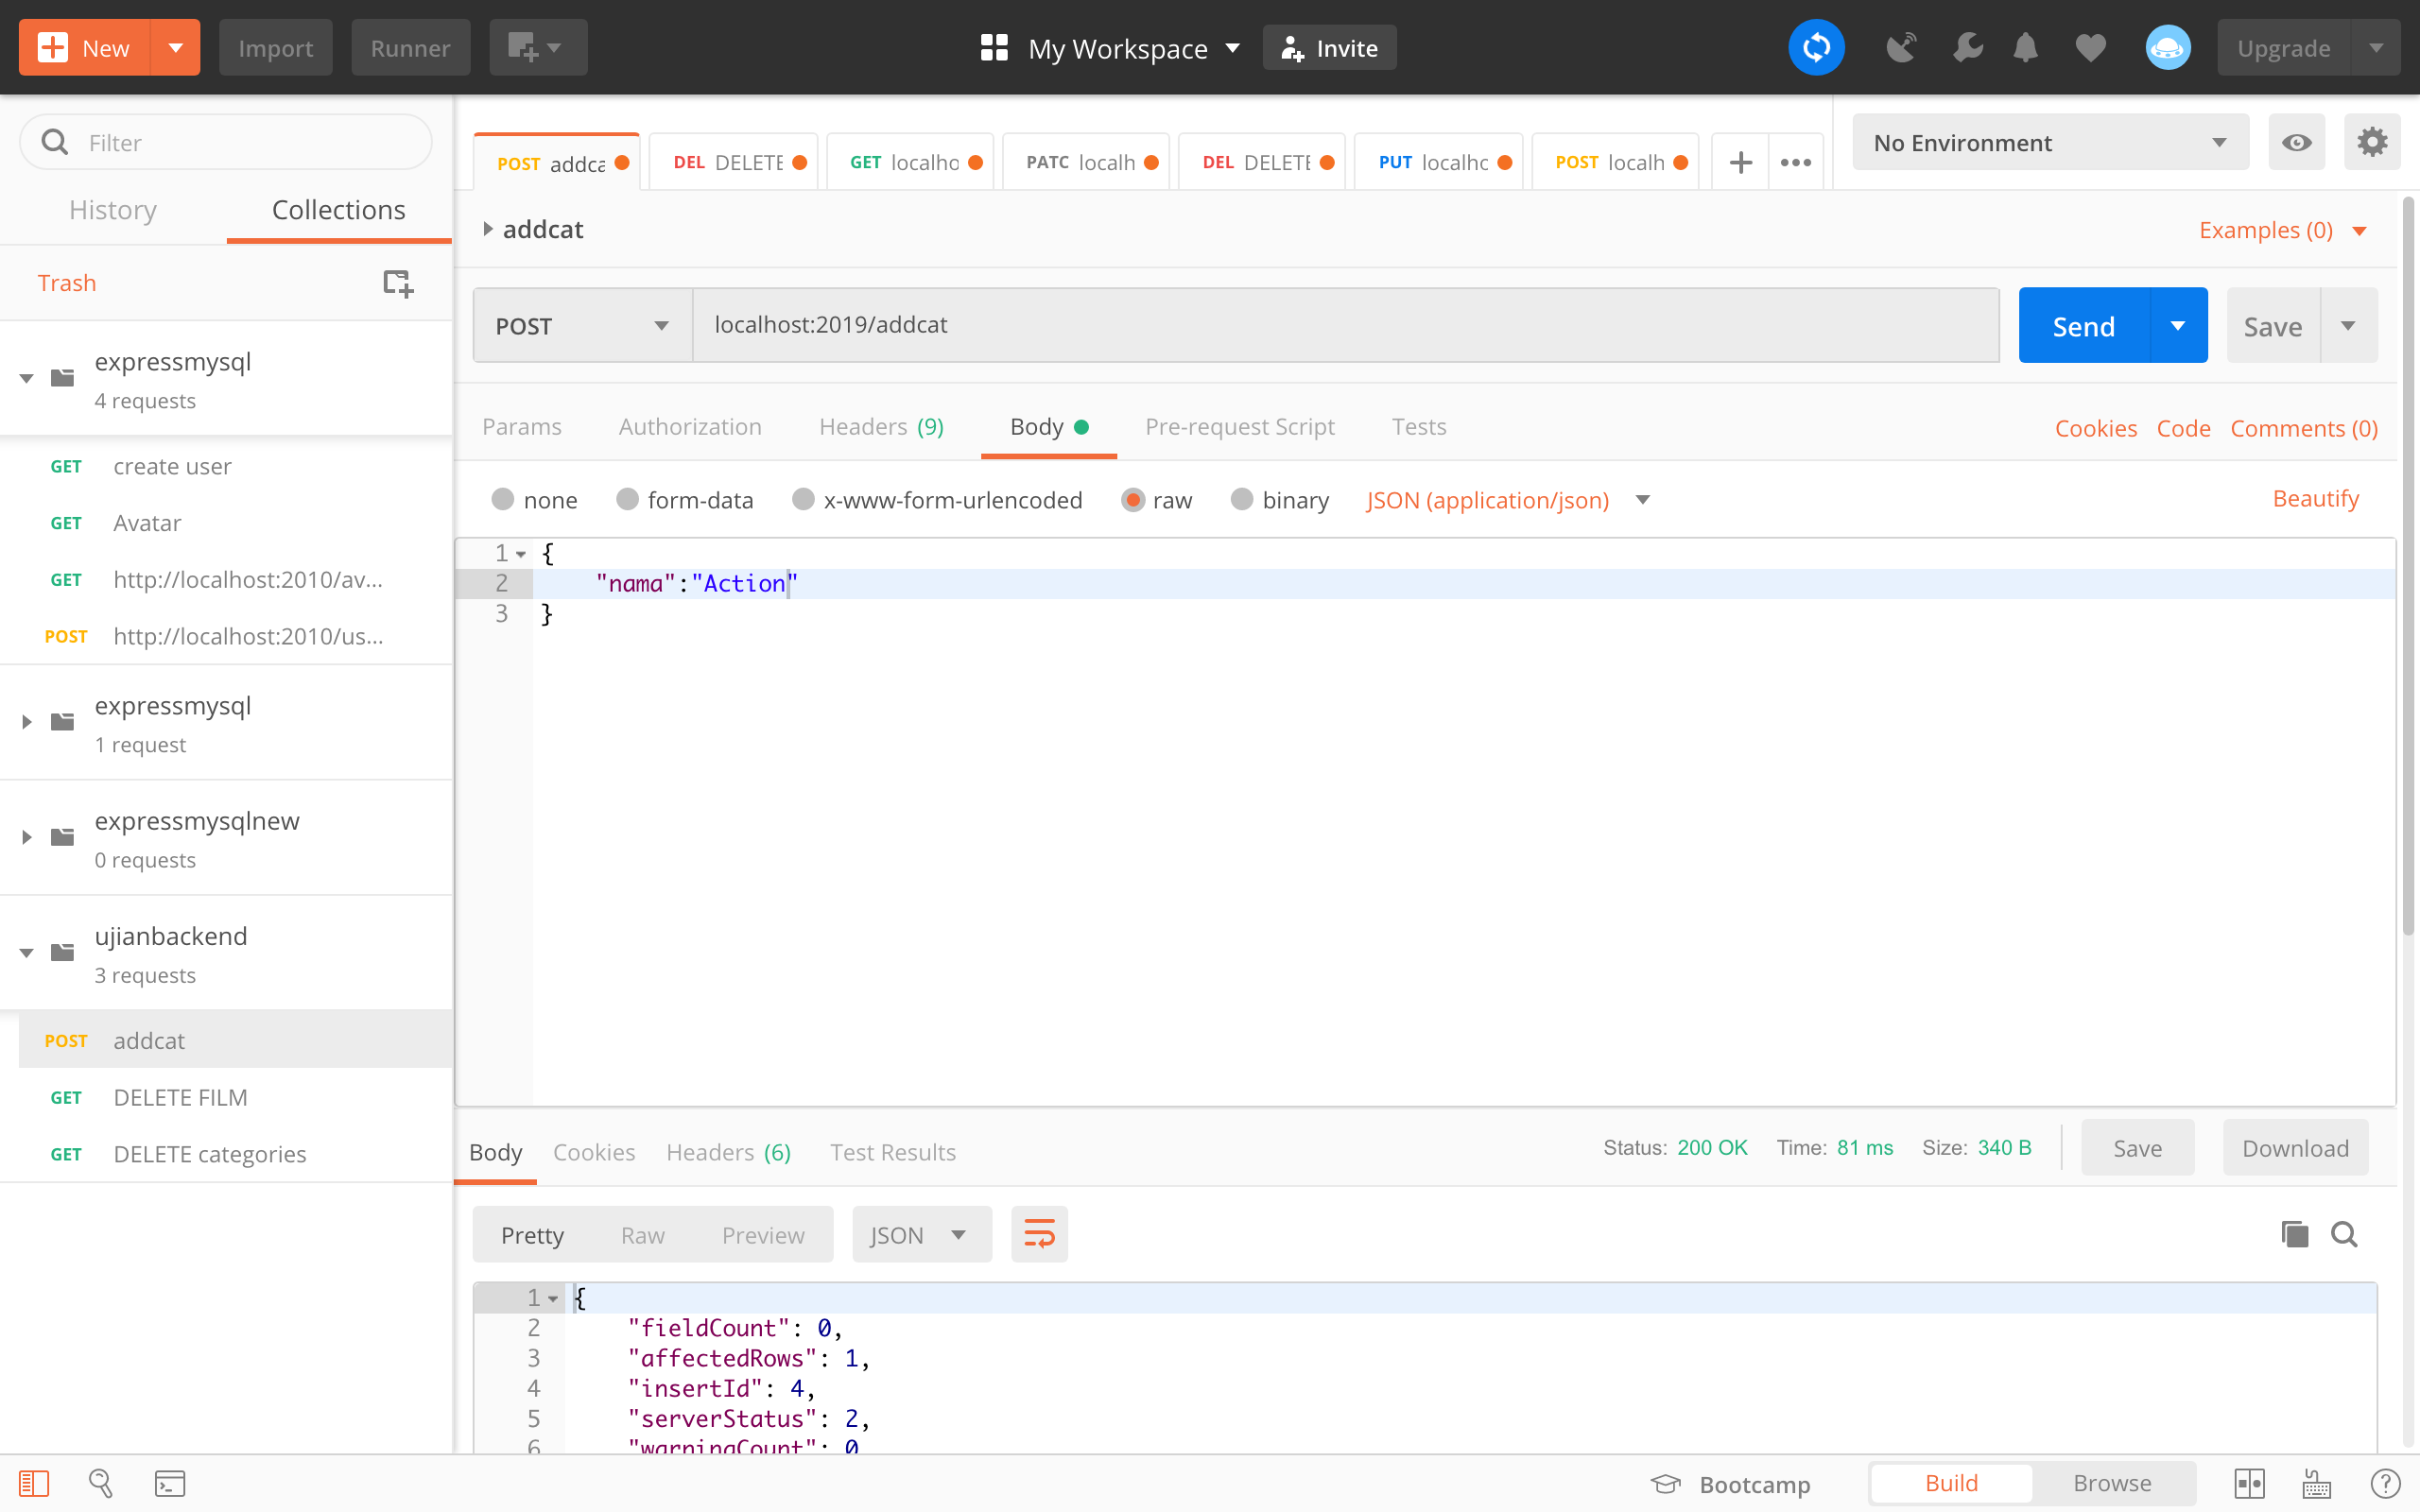 New
Import
Runner
My Workspace
Invite
Upgrade
Filter
History
Collections
Trash
expressmysql
4 requests
GET create user
GET Avatar
GET http://localhost:2010/av...
POST http://localhost:2010/us...
expressmysql
1 request
expressmysqlnew
0 requests
ujianbackend
3 requests
POST addcat
GET DELETE FILM
GET DELETE categories
POST addca
DEL DELETE
GET localho
PATC localh
DEL DELETE
PUT localhc
POST localh
No Environment
addcat
Examples (0)
POST
localhost:2019/addcat
Send
Save
Params
Authorization
Headers (9)
Body
Pre-request Script
Tests
Cookies
Code
Comments (0)
none
form-data
x-www-form-urlencoded
raw
binary
JSON (application/json)
Beautify
1 {
2 "nama":"Action"
3 }
Body
Cookies
Headers (6)
Test Results
Status: 200 OK
Time: 81 ms
Size: 340 B
Save
Download
Pretty
Raw
Preview
JSON
1 {
2 "fieldCount": 0,
3 "affectedRows": 1,
4 "insertId": 4,
5 "serverStatus": 2,
6 "warningCount": 0
Bootcamp
Build
Browse